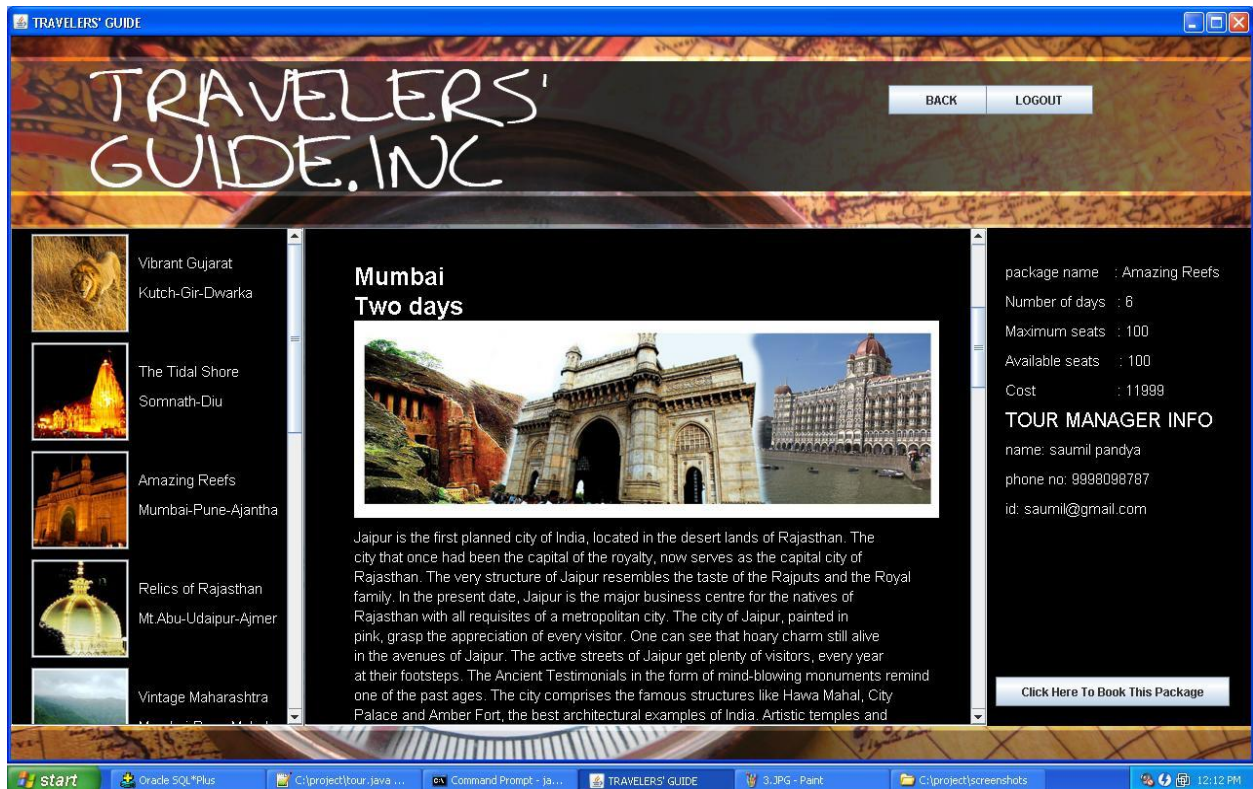 TRAVELERS' GUIDE
TRAVELERS'
GUIDE.INC
BACK
LOGOUT
Vibrant Gujarat
Kutch-Gir-Dwarka
The Tidal Shore
Somnath-Diu
Amazing Reefs
Mumbai-Pune-Ajantha
Relics of Rajasthan
Mt.Abu-Udaipur-Ajmer
Vintage Maharashtra
Mumbai
Two days
Jaipur is the first planned city of India, located in the desert lands of Rajasthan. The
city that once had been the capital of the royalty, now serves as the capital city of
Rajasthan. The very structure of Jaipur resembles the taste of the Rajputs and the Royal
family. In the present date, Jaipur is the major business centre for the natives of
Rajasthan with all requisites of a metropolitan city. The city of Jaipur, painted in
pink, grasp the appreciation of every visitor. One can see that hoary charm still alive
in the avenues of Jaipur. The active streets of Jaipur get plenty of visitors, every year
at their footsteps. The Ancient Testimonials in the form of mind-blowing monuments remind
one of the past ages. The city comprises the famous structures like Hawa Mahal, City
Palace and Amber Fort, the best architectural examples of India. Artistic temples and
package name : Amazing Reefs
Number of days : 6
Maximum seats : 100
Available seats : 100
Cost : 11999
TOUR MANAGER INFO
name: saumil pandya
phone no: 9998098787
id: saumil@gmail.com
Click Here To Book This Package
start
Oracle SQL*Plus
C:\project\tour.java ...
Command Prompt - ja...
TRAVELERS' GUIDE
3.JPG - Paint
C:\project\screenshots
12:12 PM